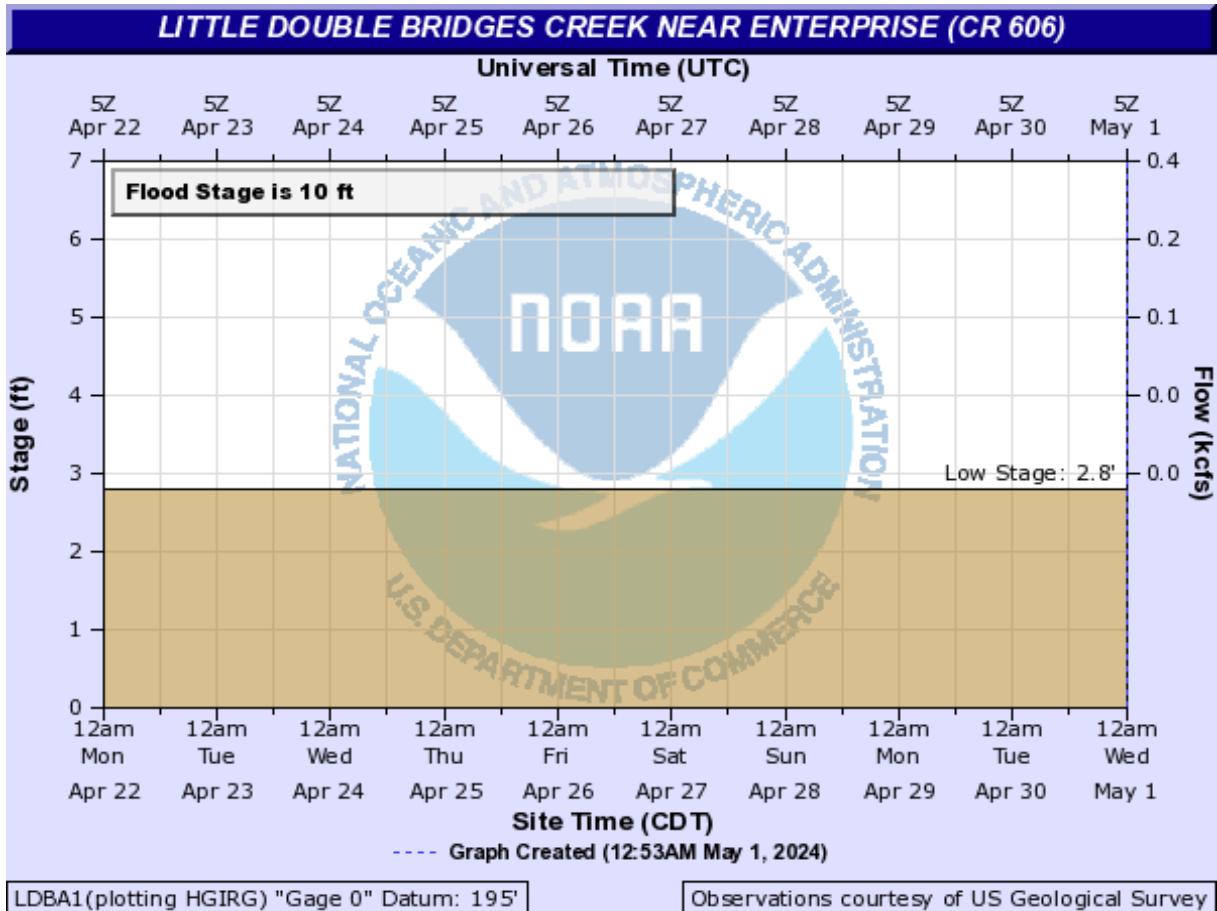 LITTLE DOUBLE BRIDGES CREEK NEAR ENTERPRISE (CR 606)
Universal Time (UTC)
5Z 5Z 5Z 5Z 5Z 5Z 5Z 5Z 5Z 5Z
Apr 22 Apr 23 Apr 24 Apr 25 Apr 26 Apr 27 Apr 28 Apr 29 Apr 30 May 1
7 0.4
Flood Stage is 10 ft
6 0.2
5 0.1
4 0.0
3 0.0
2
1
0
Stage (ft)
Flow (kcfs)
NATIONAL OCEANIC AND ATMOSPHERIC ADMINISTRATION
NOAA
U.S. DEPARTMENT OF COMMERCE
Low Stage: 2.8'
12am 12am 12am 12am 12am 12am 12am 12am 12am 12am
Mon Tue Wed Thu Fri Sat Sun Mon Tue Wed
Apr 22 Apr 23 Apr 24 Apr 25 Apr 26 Apr 27 Apr 28 Apr 29 Apr 30 May 1
Site Time (CDT)
---- Graph Created (12:53AM May 1, 2024)
LDBA1(plotting HGIRG) "Gage 0" Datum: 195'
Observations courtesy of US Geological Survey